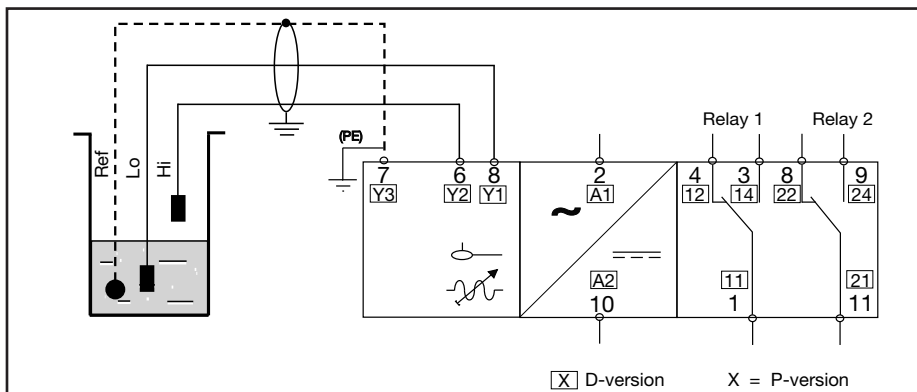 Relay 1 Relay 2
(PE)
Ref
Lo
Hi
7 6 8 2 4 3 8 9
Y3 Y2 Y1 A1 12 14 22 24
~
A2 11 21
10 1 11
X D-version X = P-version